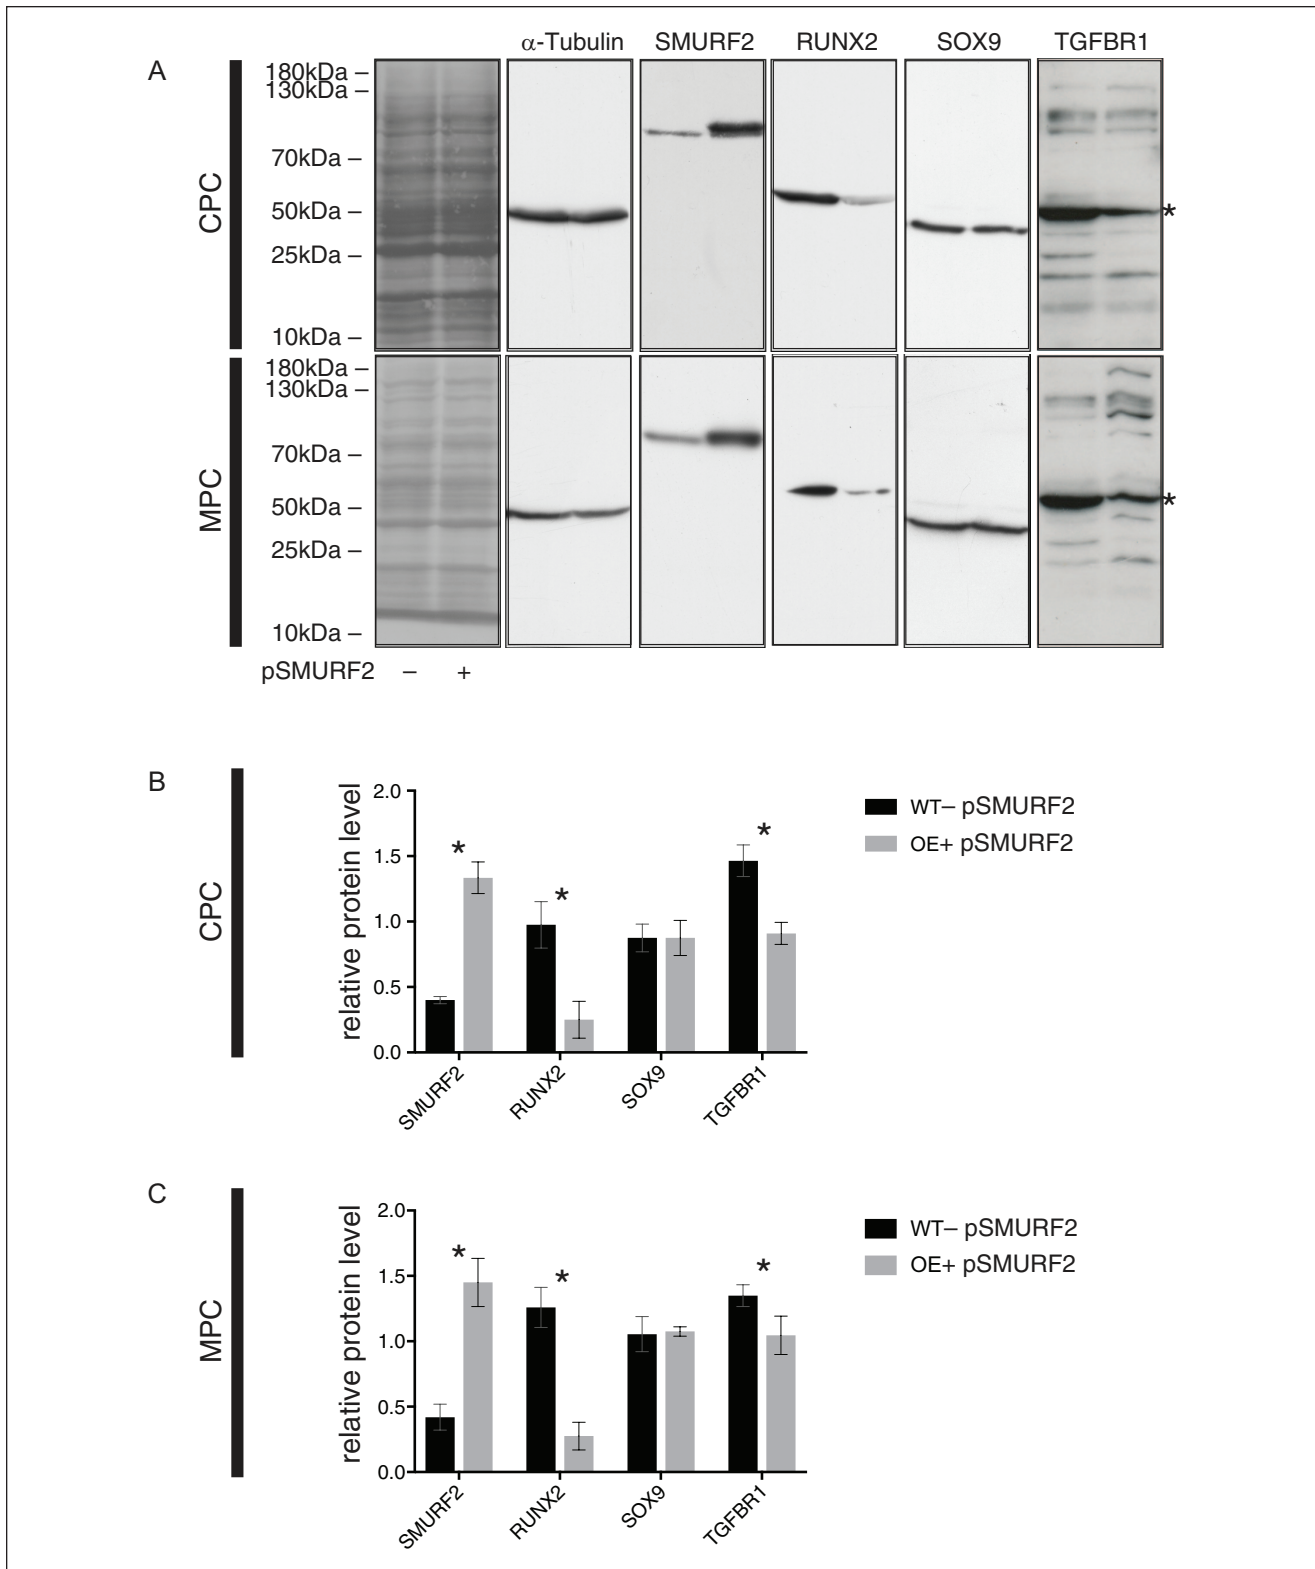 α-Tubulin SMURF2 RUNX2 SOX9 TGFBR1
A
CPC
180kDa –
130kDa –
70kDa –
50kDa –
25kDa –
10kDa –
*
MPC
180kDa –
130kDa –
70kDa –
50kDa –
25kDa –
10kDa –
*
pSMURF2 – +
B
CPC
relative protein level
2.0
1.5
1.0
0.5
0.0
* * *
SMURF2 RUNX2 SOX9 TGFBR1
WT– pSMURF2
OE+ pSMURF2
C
MPC
relative protein level
2.0
1.5
1.0
0.5
0.0
* * *
SMURF2 RUNX2 SOX9 TGFBR1
WT– pSMURF2
OE+ pSMURF2